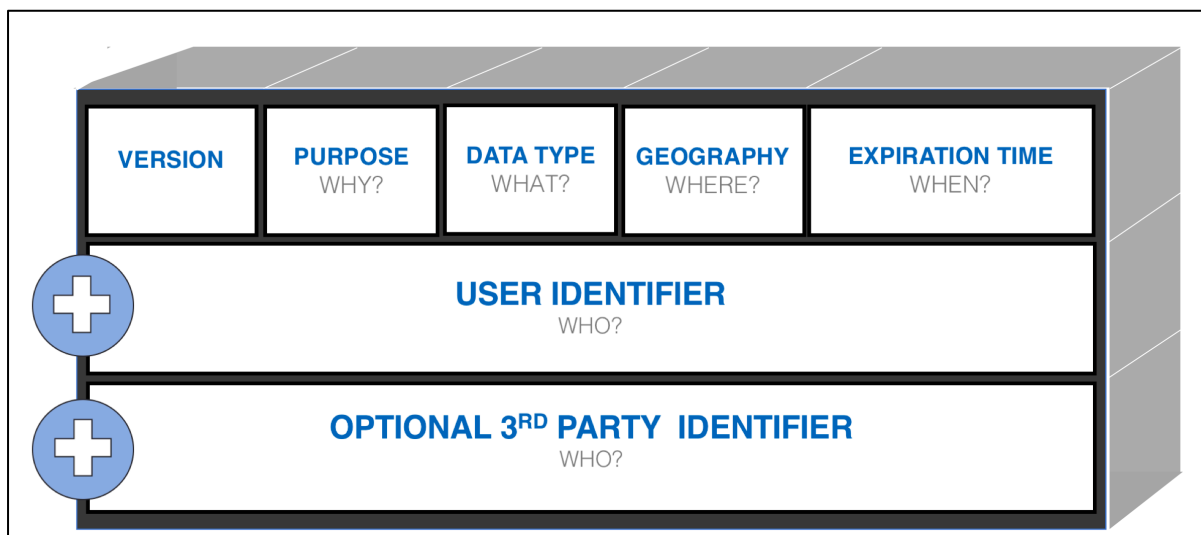 VERSION
PURPOSE
WHY?
DATA TYPE
WHAT?
GEOGRAPHY
WHERE?
EXPIRATION TIME
WHEN?
USER IDENTIFIER
WHO?
OPTIONAL 3RD PARTY IDENTIFIER
WHO?